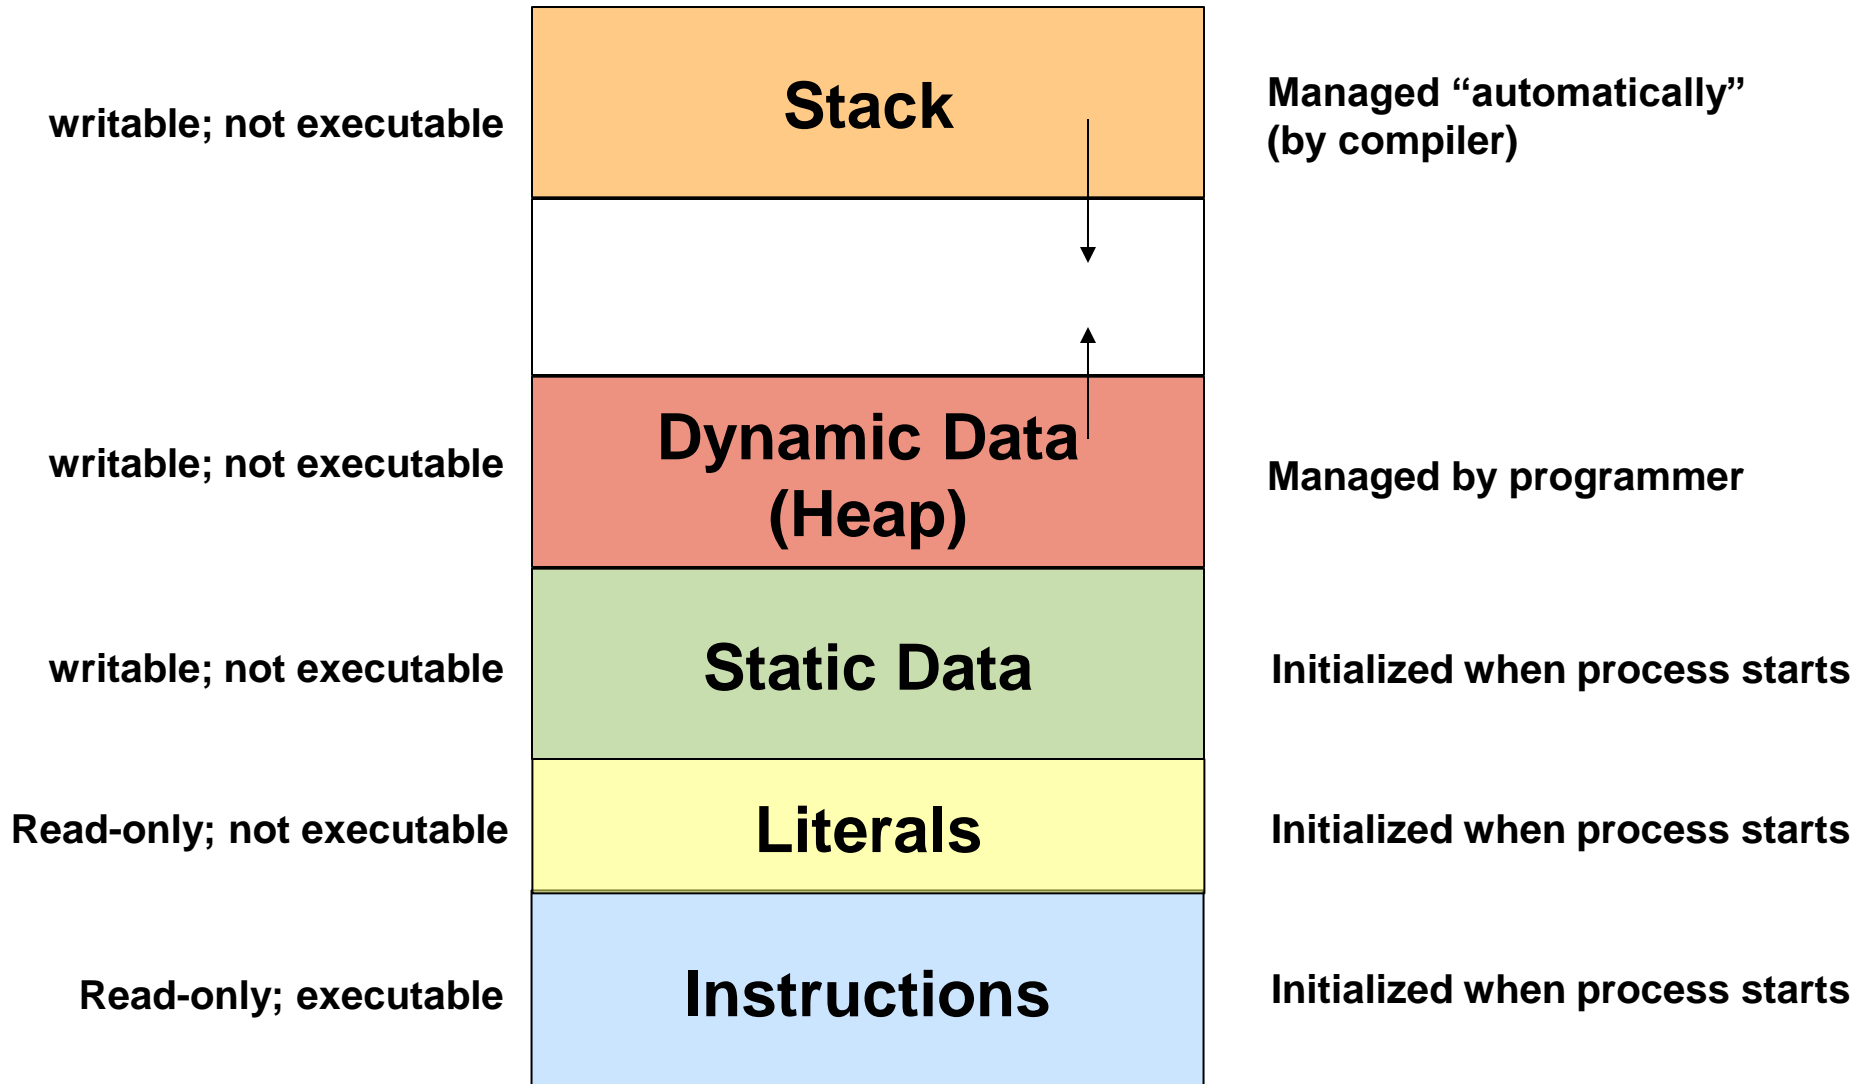 writable; not executable
Stack
Managed “automatically”
(by compiler)
writable; not executable
Dynamic Data
(Heap)
Managed by programmer
writable; not executable
Static Data
Initialized when process starts
Read-only; not executable
Literals
Initialized when process starts
Read-only; executable
Instructions
Initialized when process starts